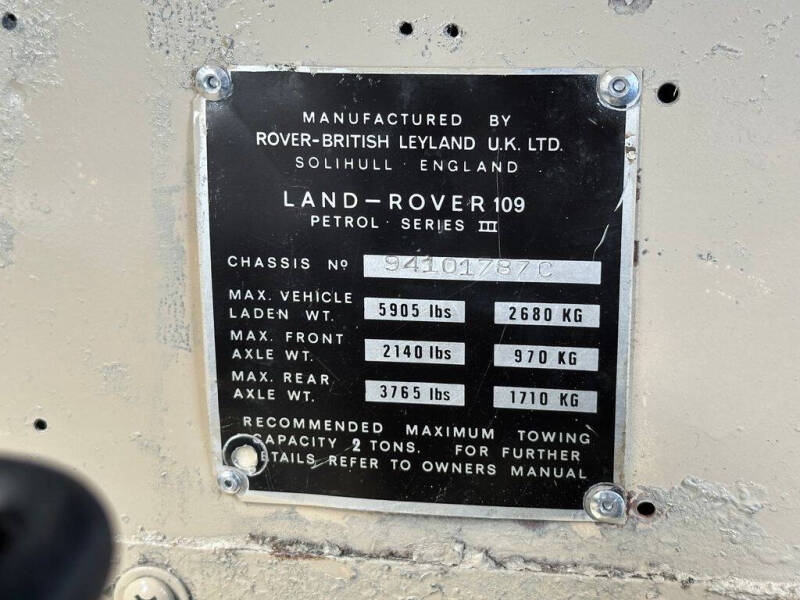 MANUFACTURED BY
ROVER-BRITISH LEYLAND U.K. LTD.
SOLIHULL · ENGLAND
LAND-ROVER 109
PETROL · SERIES III
CHASSIS Nº 94101787C
MAX. VEHICLE
LADEN WT. 5905 lbs 2680 KG
MAX. FRONT
AXLE WT. 2140 lbs 970 KG
MAX. REAR
AXLE WT. 3765 lbs 1710 KG
RECOMMENDED MAXIMUM TOWING
CAPACITY 2 TONS. FOR FURTHER
DETAILS REFER TO OWNERS MANUAL